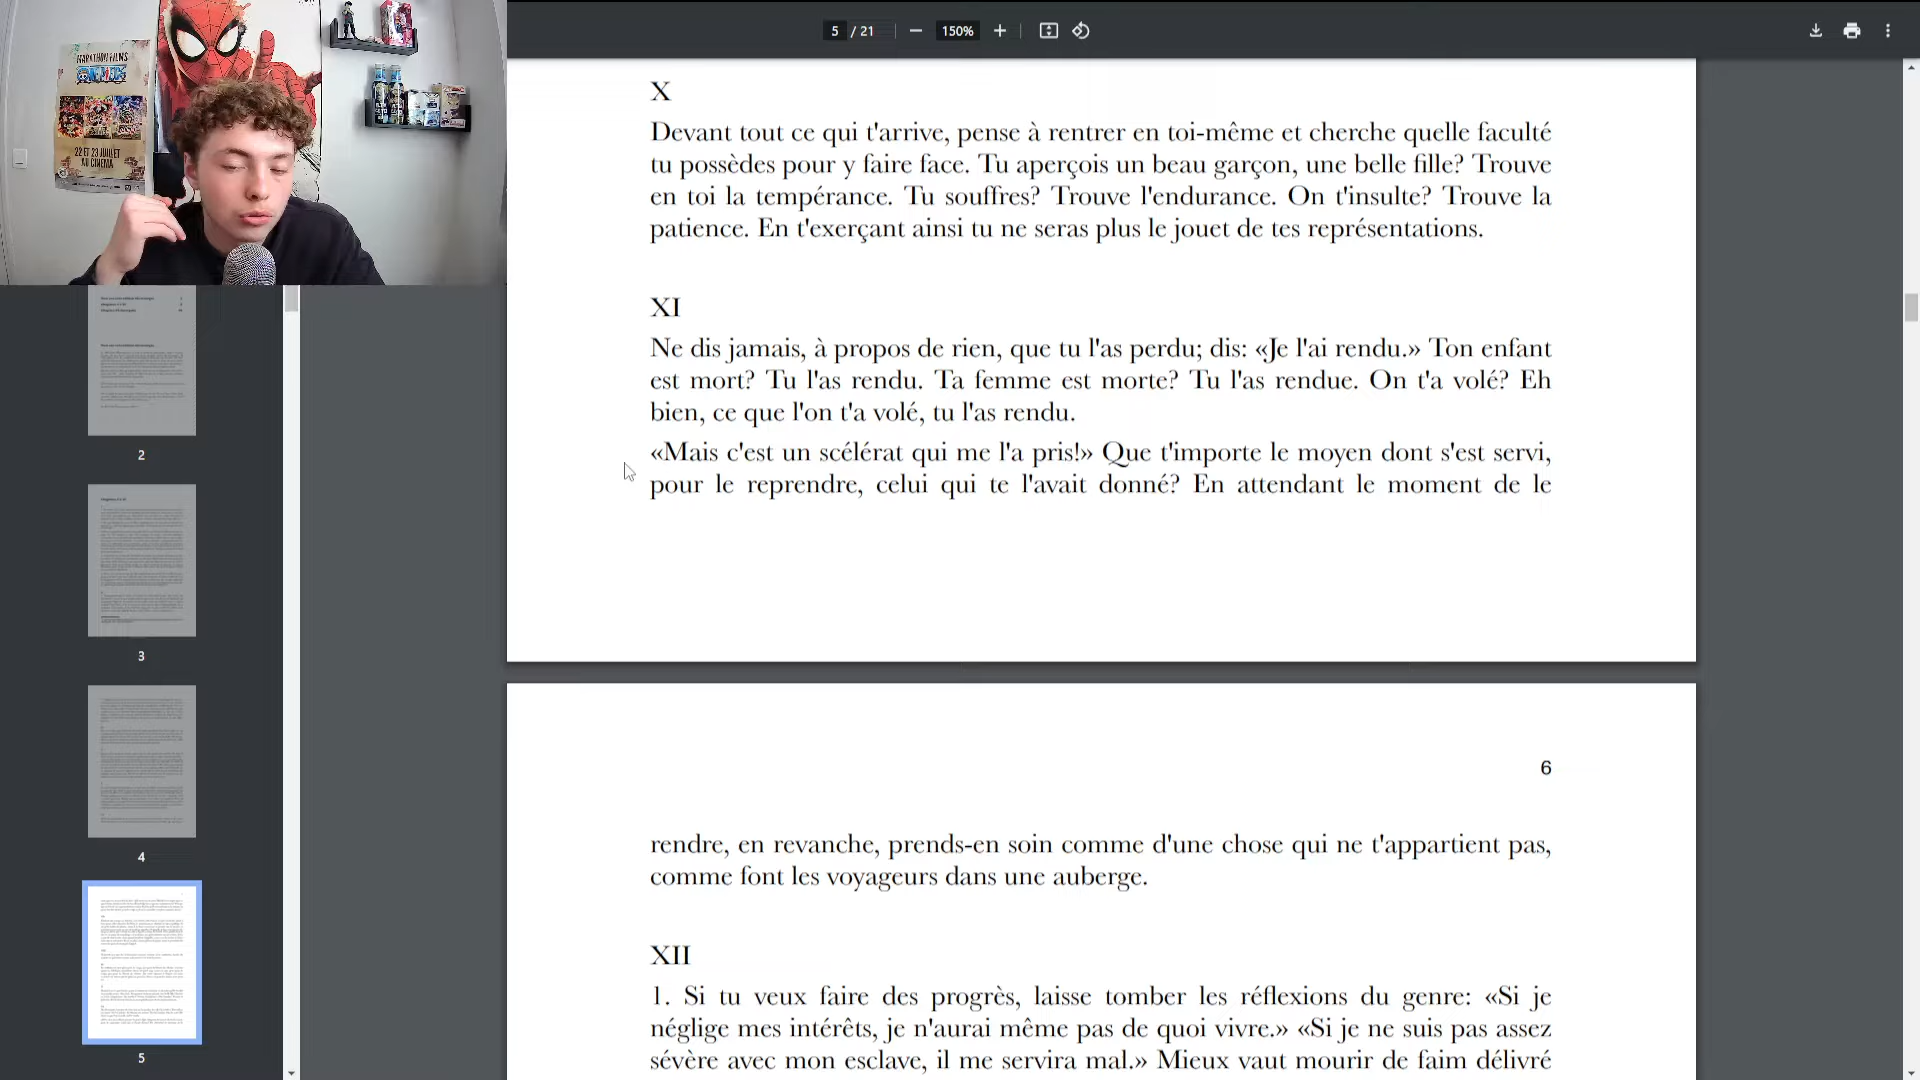 MARATHON FILMS
22 ET 23 JUILLET
AU CINEMA
5 / 21
150%
X
Devant tout ce qui t'arrive, pense à rentrer en toi-même et cherche quelle faculté
tu possèdes pour y faire face. Tu aperçois un beau garçon, une belle fille? Trouve
en toi la tempérance. Tu souffres? Trouve l'endurance. On t'insulte? Trouve la
patience. En t'exerçant ainsi tu ne seras plus le jouet de tes représentations.
XI
Ne dis jamais, à propos de rien, que tu l'as perdu; dis: «Je l'ai rendu.» Ton enfant
est mort? Tu l'as rendu. Ta femme est morte? Tu l'as rendue. On t'a volé? Eh
bien, ce que l'on t'a volé, tu l'as rendu.
«Mais c'est un scélérat qui me l'a pris!» Que t'importe le moyen dont s'est servi,
pour le reprendre, celui qui te l'avait donné? En attendant le moment de le
6
rendre, en revanche, prends-en soin comme d'une chose qui ne t'appartient pas,
comme font les voyageurs dans une auberge.
XII
1. Si tu veux faire des progrès, laisse tomber les réflexions du genre: «Si je
néglige mes intérêts, je n'aurai même pas de quoi vivre.» «Si je ne suis pas assez
sévère avec mon esclave, il me servira mal.» Mieux vaut mourir de faim délivré
2
3
4
5